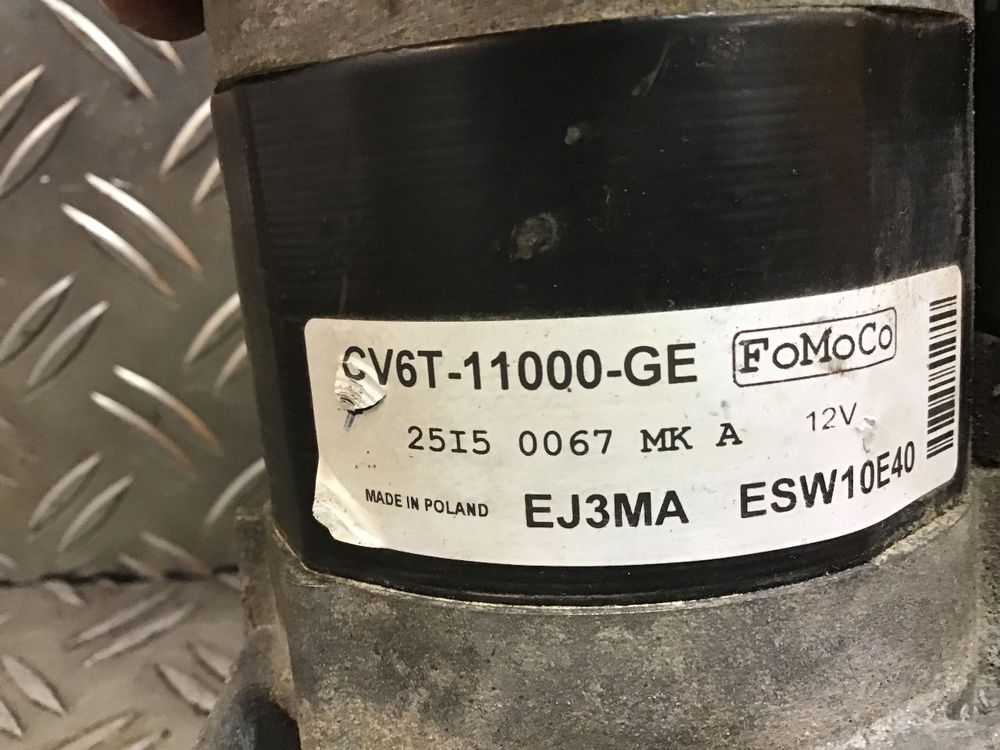 CV6T-11000-GE FoMoCo
25I5 0067 MK A 12V
MADE IN POLAND EJ3MA ESW10E40